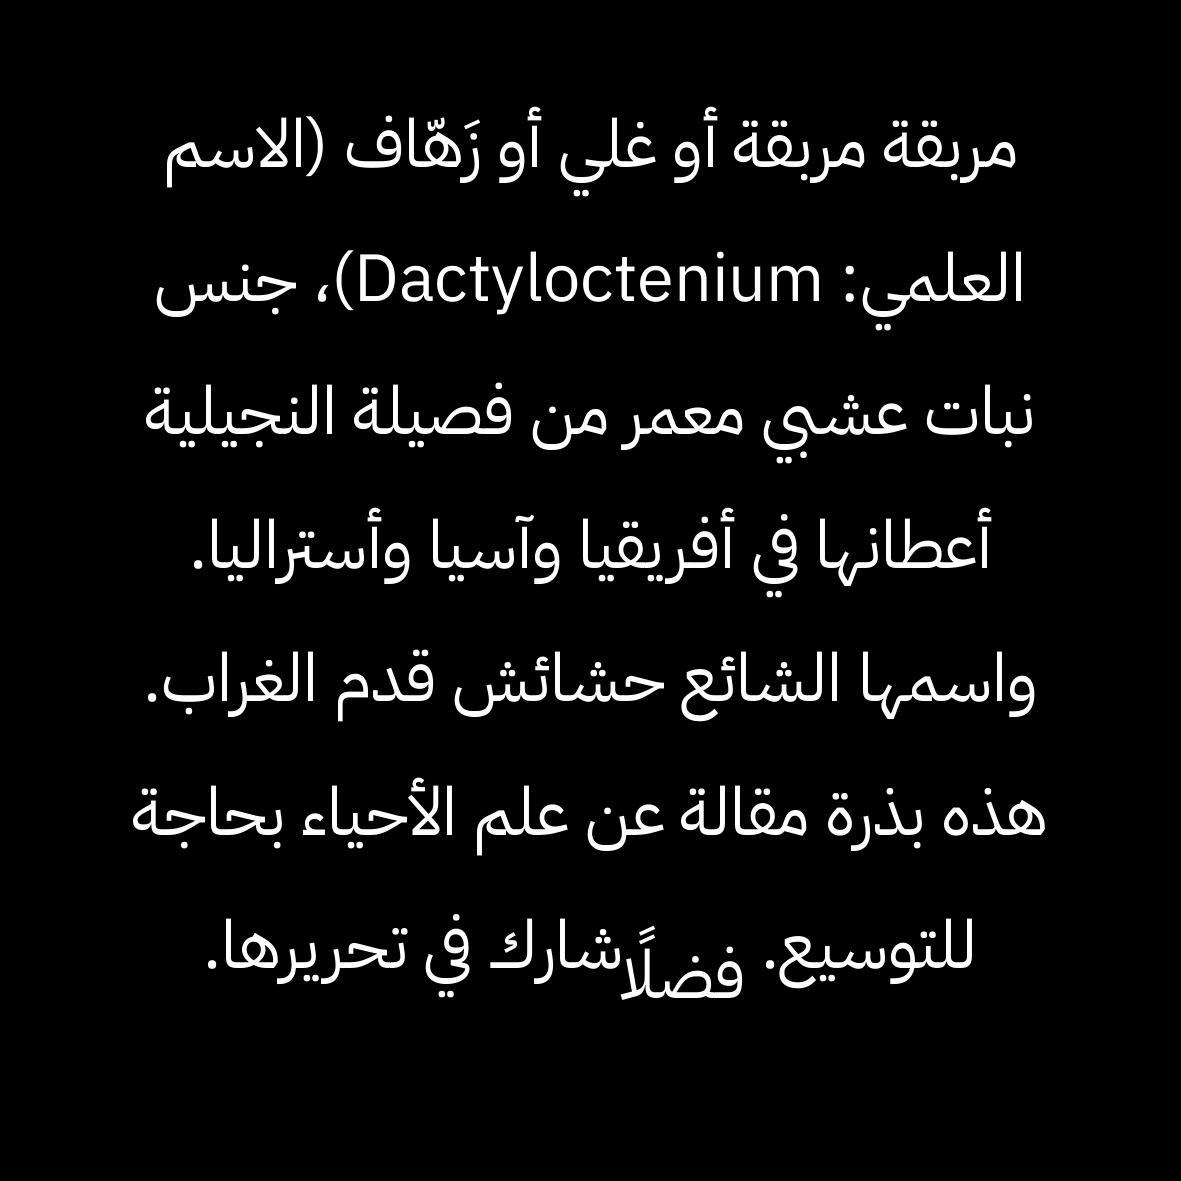 مربقة مربقة أو غلي أو زَهّاف (الاسم
العلمي: Dactyloctenium)، جنس
نبات عشبي معمر من فصيلة النجيلية
أعطانها في أفريقيا وآسيا وأستراليا.
واسمها الشائع حشائش قدم الغراب.
هذه بذرة مقالة عن علم الأحياء بحاجة
للتوسيع. فضلًا شارك في تحريرها.